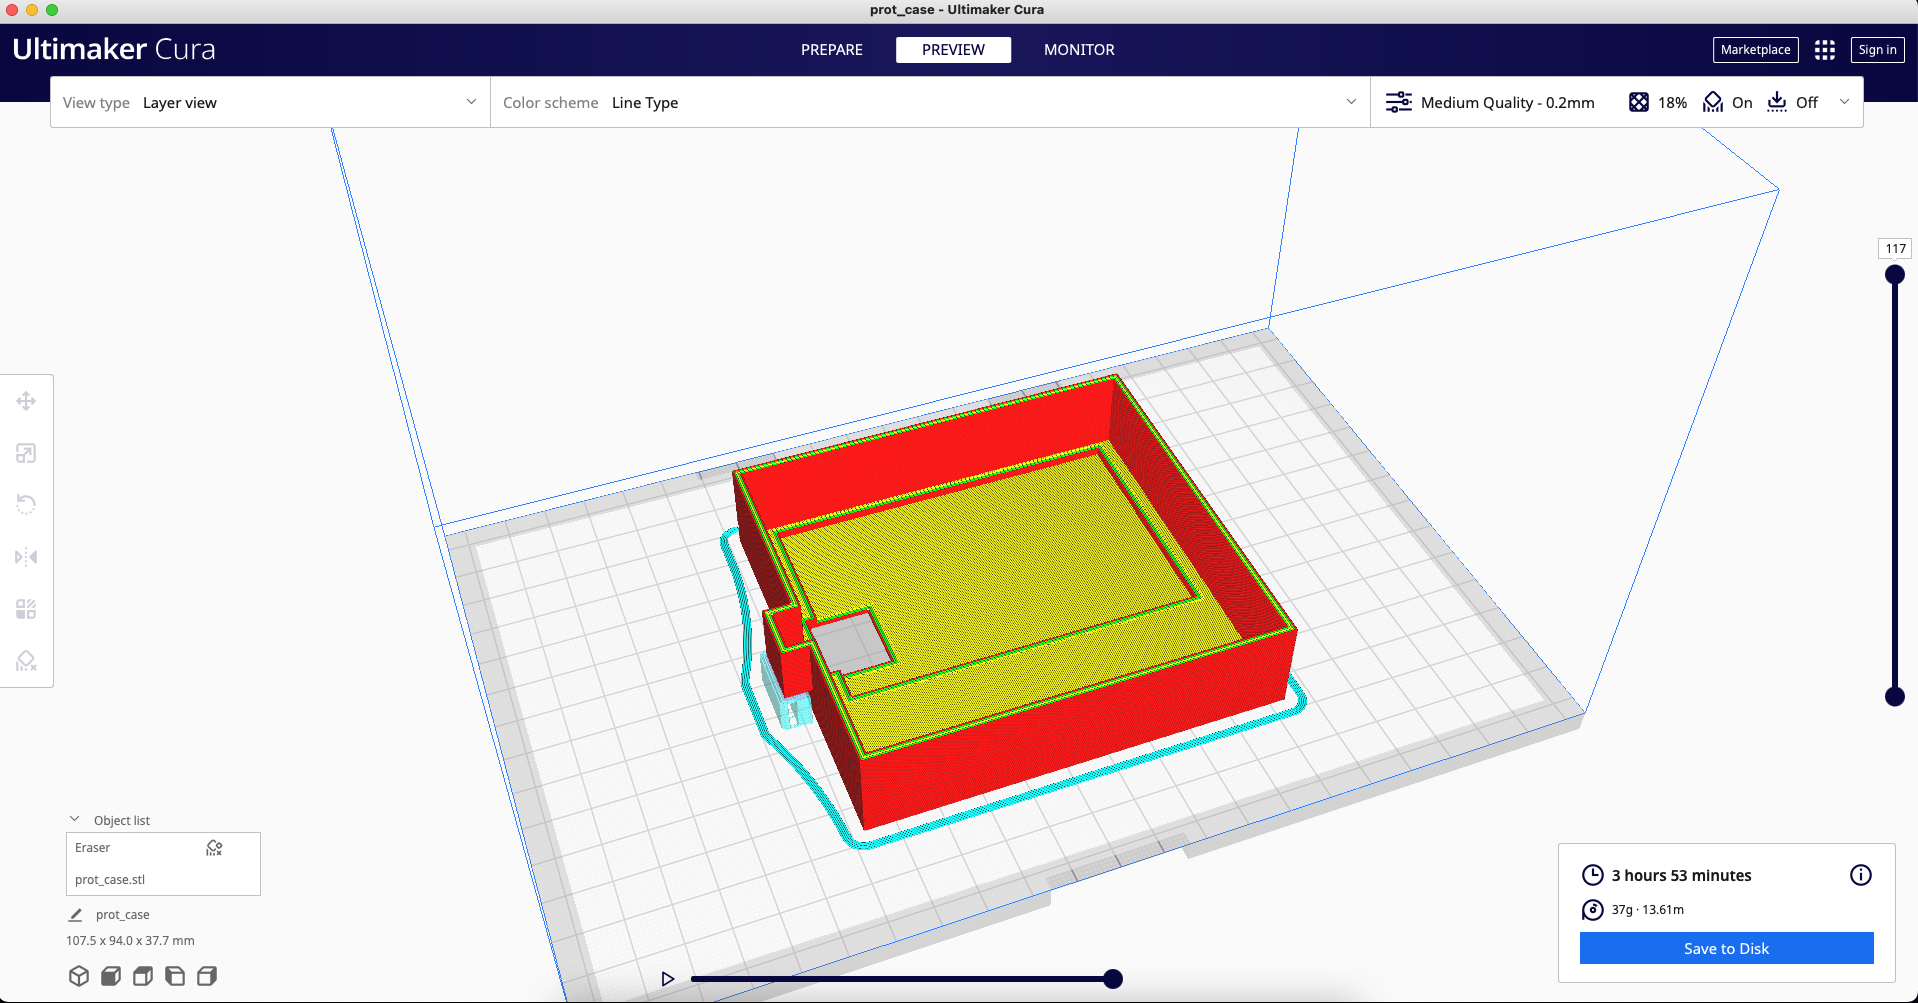 prot_case - Ultimaker Cura
Ultimaker Cura
PREPARE
PREVIEW
MONITOR
Marketplace
Sign in
View type Layer view
Color scheme Line Type
Medium Quality - 0.2mm
18%
On
Off
117
Object list
Eraser
prot_case.stl
prot_case
107.5 x 94.0 x 37.7 mm
3 hours 53 minutes
37g · 13.61m
Save to Disk